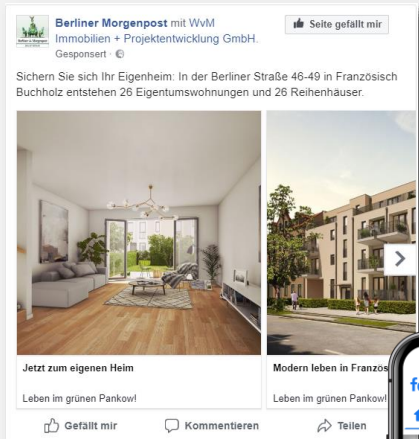 Berliner Morgenpost mit WvM
Immobilien + Projektentwicklung GmbH.
Gesponsert ·
Seite gefällt mir
Sichern Sie sich Ihr Eigenheim: In der Berliner Straße 46-49 in Französisch
Buchholz entstehen 26 Eigentumswohnungen und 26 Reihenhäuser.
Jetzt zum eigenen Heim
Leben im grünen Pankow!
Modern leben in Französ
Leben im grünen Pankow!
Gefällt mir
Kommentieren
Teilen